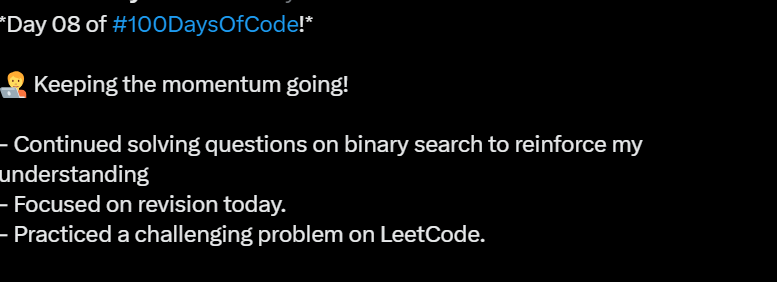 *Day 08 of #100DaysOfCode!*
🧑‍💻 Keeping the momentum going!
- Continued solving questions on binary search to reinforce my
understanding
- Focused on revision today.
- Practiced a challenging problem on LeetCode.